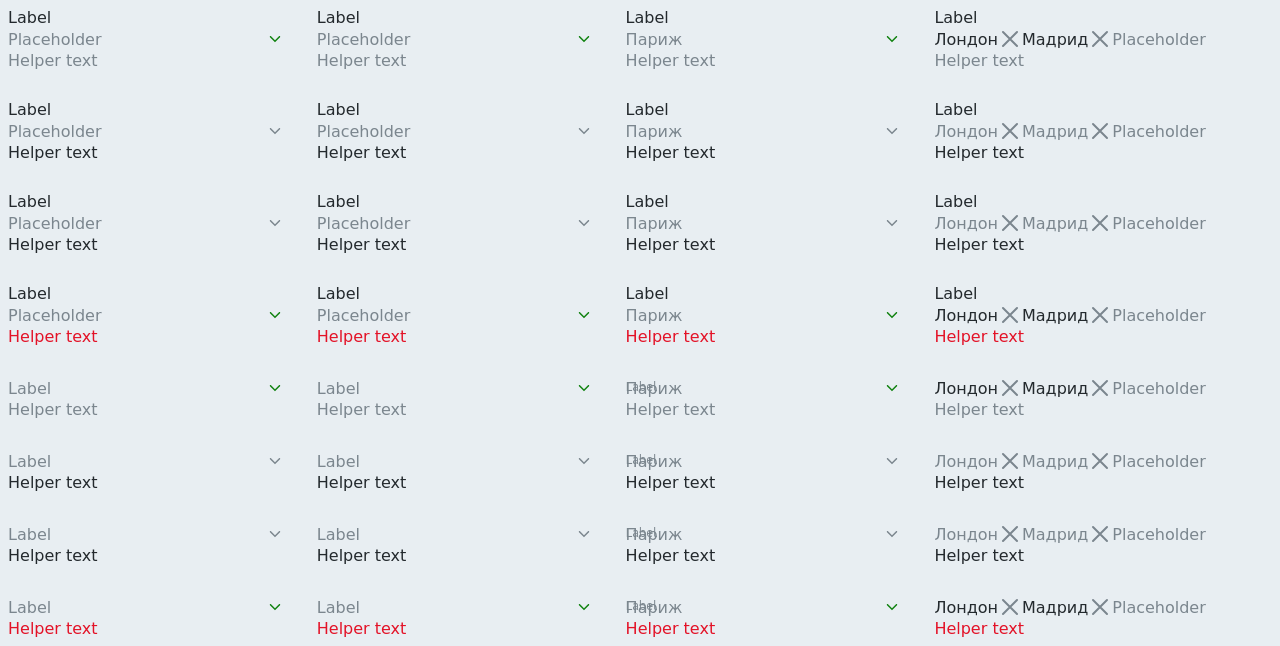 Label Label Label Label
Placeholder Placeholder Париж Лондон Мадрид Placeholder
Helper text Helper text Helper text Helper text
Label Label Label Label
Placeholder Placeholder Париж Лондон Мадрид Placeholder
Helper text Helper text Helper text Helper text
Label Label Label Label
Placeholder Placeholder Париж Лондон Мадрид Placeholder
Helper text Helper text Helper text Helper text
Label Label Label Label
Placeholder Placeholder Париж Лондон Мадрид Placeholder
Helper text Helper text Helper text Helper text
Label Label Label Париж Лондон Мадрид Placeholder
Helper text Helper text Helper text Helper text
Label Label Label Париж Лондон Мадрид Placeholder
Helper text Helper text Helper text Helper text
Label Label Label Париж Лондон Мадрид Placeholder
Helper text Helper text Helper text Helper text
Label Label Label Париж Лондон Мадрид Placeholder
Helper text Helper text Helper text Helper text